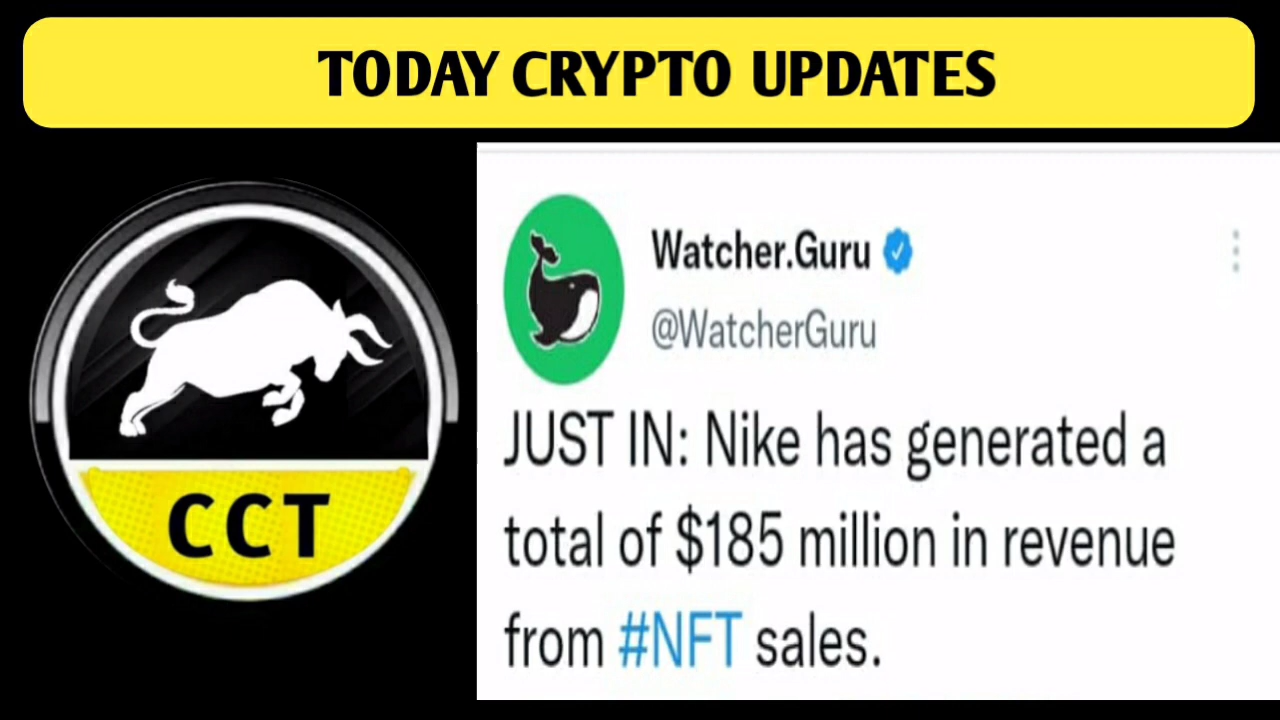 TODAY CRYPTO UPDATES
CCT
Watcher.Guru
@WatcherGuru
JUST IN: Nike has generated a
total of $185 million in revenue
from #NFT sales.